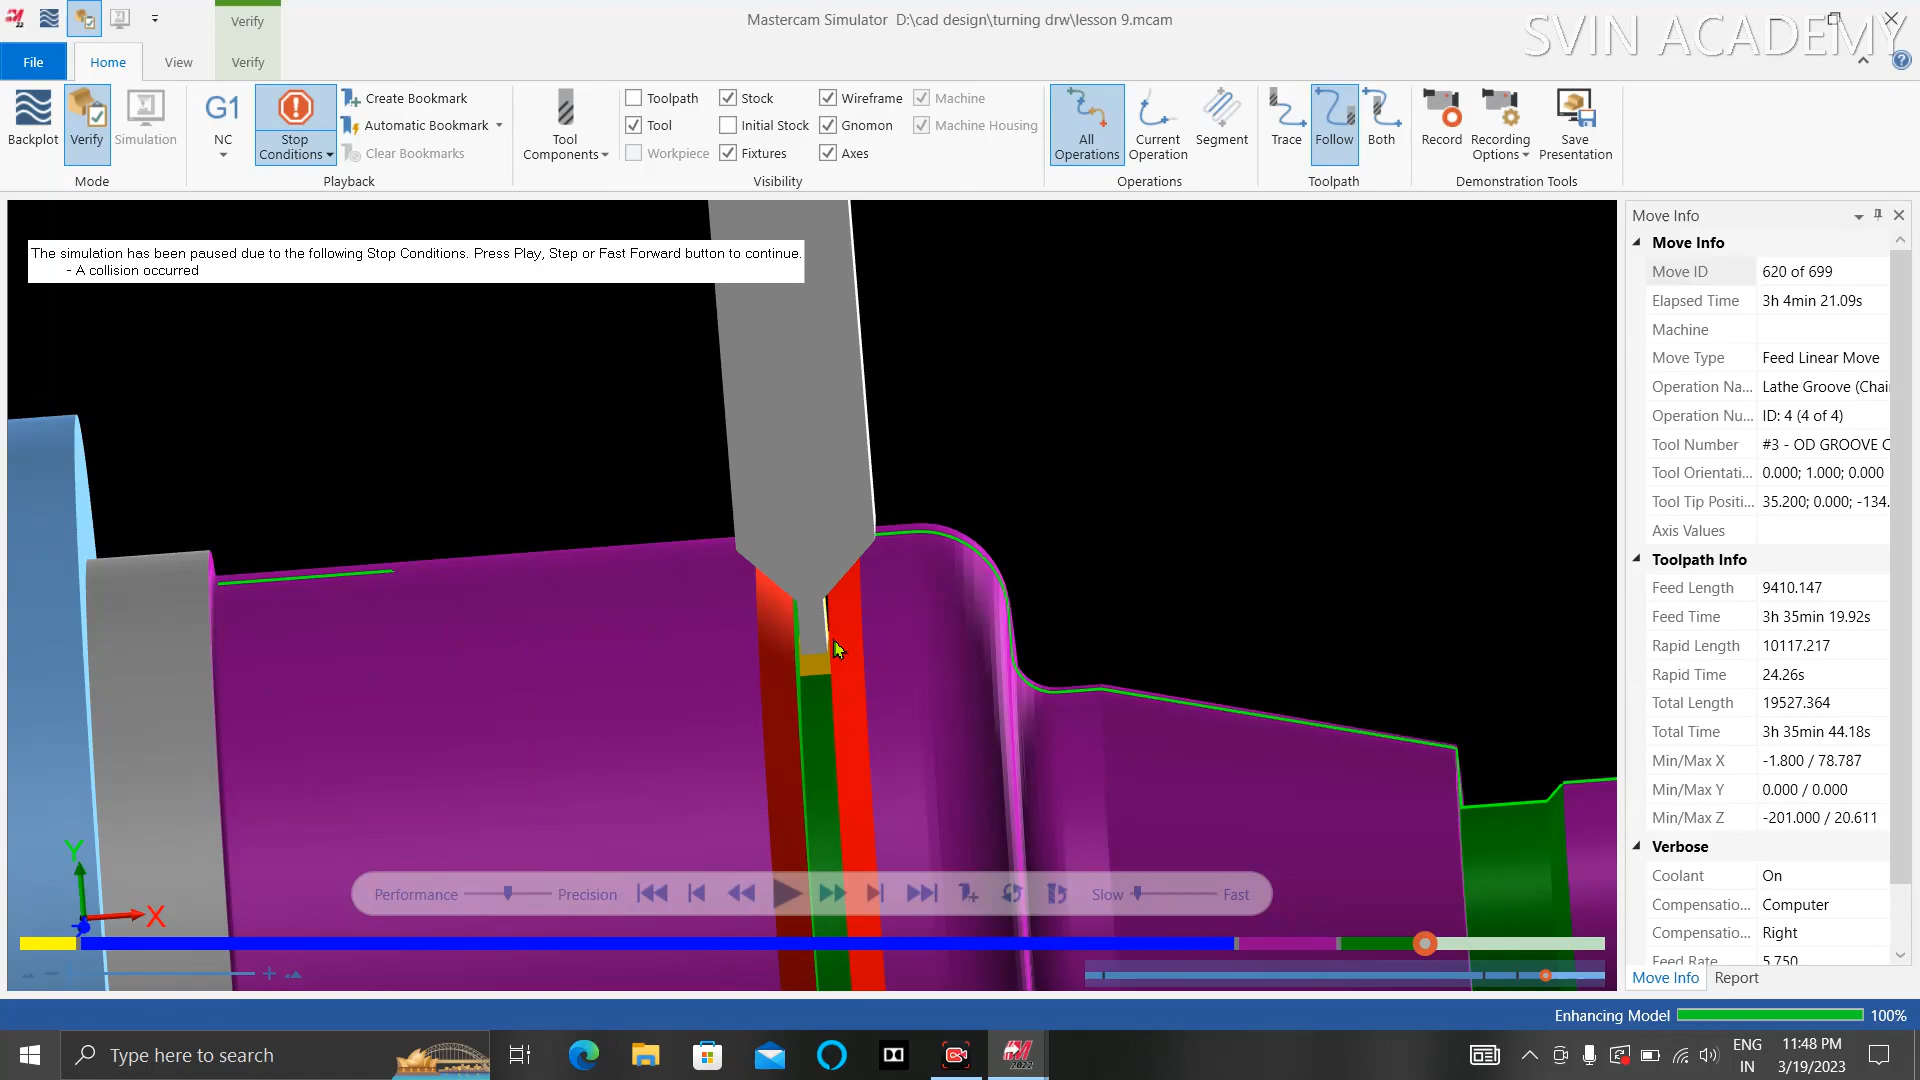 Verify
Mastercam Simulator D:\cad design\turning drw\lesson 9.mcam
SVIN ACADEMY
File
Home
View
Verify
Backplot
Verify
Simulation
Mode
G1
NC
Stop
Conditions
Create Bookmark
Automatic Bookmark
Clear Bookmarks
Playback
Tool
Components
Toolpath
Tool
Workpiece
Stock
Initial Stock
Fixtures
Wireframe
Gnomon
Axes
Machine
Machine Housing
Visibility
All
Operations
Current
Operation
Segment
Operations
Trace
Follow
Both
Toolpath
Record
Recording
Options
Save
Presentation
Demonstration Tools
The simulation has been paused due to the following Stop Conditions. Press Play, Step or Fast Forward button to continue.
- A collision occurred
Move Info
Move Info
Move ID 620 of 699
Elapsed Time 3h 4min 21.09s
Machine
Move Type Feed Linear Move
Operation Na... Lathe Groove (Chai
Operation Nu... ID: 4 (4 of 4)
Tool Number #3 - OD GROOVE C
Tool Orientati... 0.000; 1.000; 0.000
Tool Tip Positi... 35.200; 0.000; -134.
Axis Values
Toolpath Info
Feed Length 9410.147
Feed Time 3h 35min 19.92s
Rapid Length 10117.217
Rapid Time 24.26s
Total Length 19527.364
Total Time 3h 35min 44.18s
Min/Max X -1.800 / 78.787
Min/Max Y 0.000 / 0.000
Min/Max Z -201.000 / 20.611
Verbose
Coolant On
Compensatio... Computer
Compensatio... Right
Feed Rate 5.750
Move Info Report
Y
X
Performance Precision
Slow Fast
Enhancing Model 100%
Type here to search
2022
ENG
IN
11:48 PM
3/19/2023